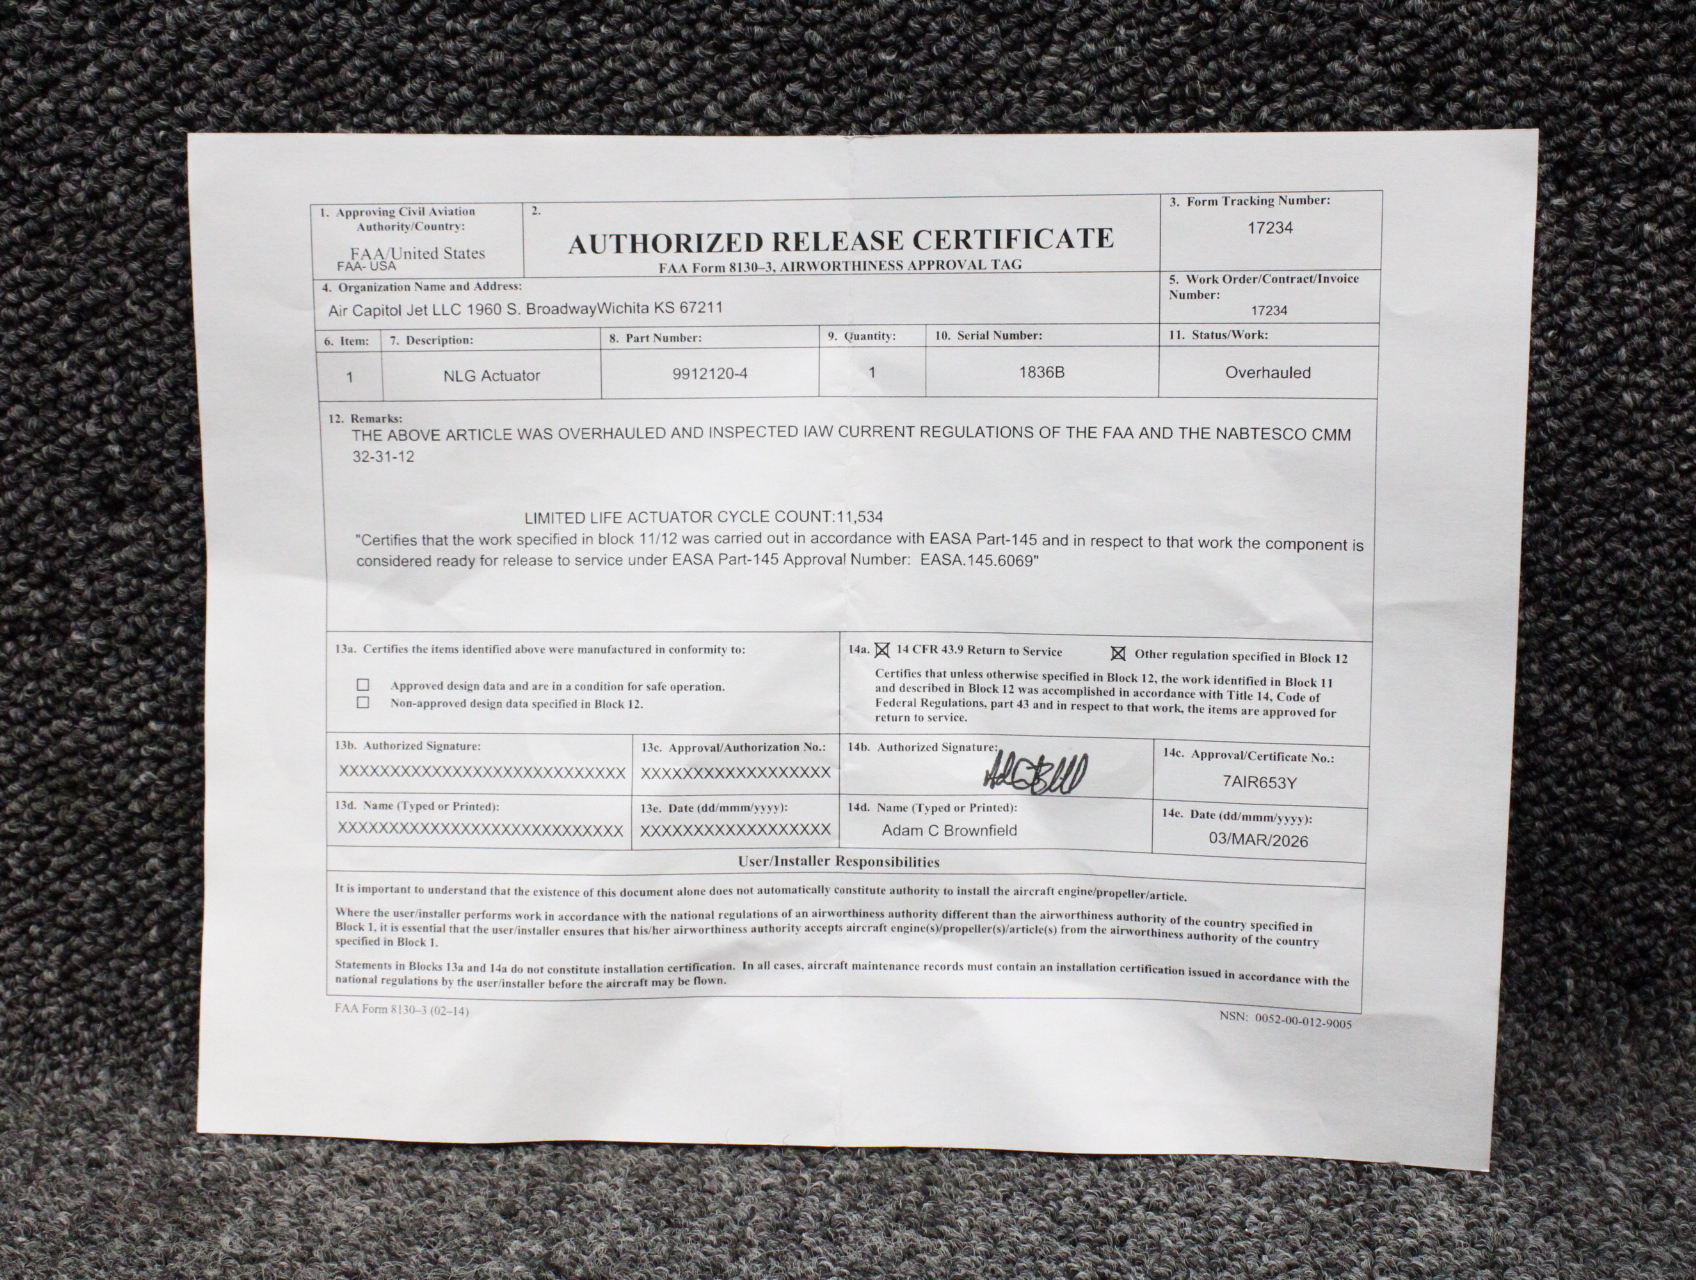 1. Approving Civil Aviation
Authority/Country:
FAA/United States
FAA- USA
2.
AUTHORIZED RELEASE CERTIFICATE
FAA Form 8130–3, AIRWORTHINESS APPROVAL TAG
3. Form Tracking Number:
17234
4. Organization Name and Address:
Air Capitol Jet LLC 1960 S. BroadwayWichita KS 67211
5. Work Order/Contract/Invoice
Number:
17234
6. Item:
7. Description:
8. Part Number:
9. Quantity:
10. Serial Number:
11. Status/Work:
1
NLG Actuator
9912120-4
1
1836B
Overhauled
12. Remarks:
THE ABOVE ARTICLE WAS OVERHAULED AND INSPECTED IAW CURRENT REGULATIONS OF THE FAA AND THE NABTESCO CMM
32-31-12
LIMITED LIFE ACTUATOR CYCLE COUNT:11,534
"Certifies that the work specified in block 11/12 was carried out in accordance with EASA Part-145 and in respect to that work the component is
considered ready for release to service under EASA Part-145 Approval Number: EASA.145.6069"
13a. Certifies the items identified above were manufactured in conformity to:
Approved design data and are in a condition for safe operation.
Non-approved design data specified in Block 12.
14a. 14 CFR 43.9 Return to Service
Other regulation specified in Block 12
Certifies that unless otherwise specified in Block 12, the work identified in Block 11
and described in Block 12 was accomplished in accordance with Title 14, Code of
Federal Regulations, part 43 and in respect to that work, the items are approved for
return to service.
13b. Authorized Signature:
XXXXXXXXXXXXXXXXXXXXXXXXXXXX
13c. Approval/Authorization No.:
XXXXXXXXXXXXXXXXXXX
14b. Authorized Signature:
14c. Approval/Certificate No.:
7AIR653Y
13d. Name (Typed or Printed):
XXXXXXXXXXXXXXXXXXXXXXXXXXXX
13e. Date (dd/mmm/yyyy):
XXXXXXXXXXXXXXXXXXX
14d. Name (Typed or Printed):
Adam C Brownfield
14e. Date (dd/mmm/yyyy):
03/MAR/2026
User/Installer Responsibilities
It is important to understand that the existence of this document alone does not automatically constitute authority to install the aircraft engine/propeller/article.
Where the user/installer performs work in accordance with the national regulations of an airworthiness authority different than the airworthiness authority of the country specified in
Block 1, it is essential that the user/installer ensures that his/her airworthiness authority accepts aircraft engine(s)/propeller(s)/article(s) from the airworthiness authority of the country
specified in Block 1.
Statements in Blocks 13a and 14a do not constitute installation certification. In all cases, aircraft maintenance records must contain an installation certification issued in accordance with the
national regulations by the user/installer before the aircraft may be flown.
FAA Form 8130–3 (02–14)
NSN: 0052-00-012-9005